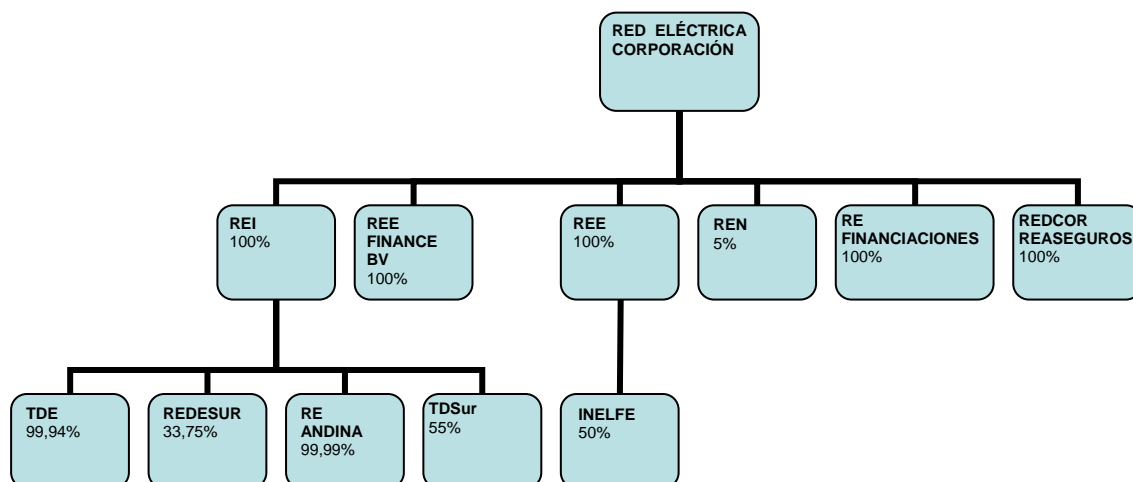 RED ELÉCTRICA
CORPORACIÓN
REI
100%
REE
FINANCE
BV
100%
REE
100%
REN
5%
RE
FINANCIACIONES
100%
REDCOR
REASEGUROS
100%
TDE
99,94%
REDESUR
33,75%
RE
ANDINA
99,99%
TDSur
55%
INELFE
50%